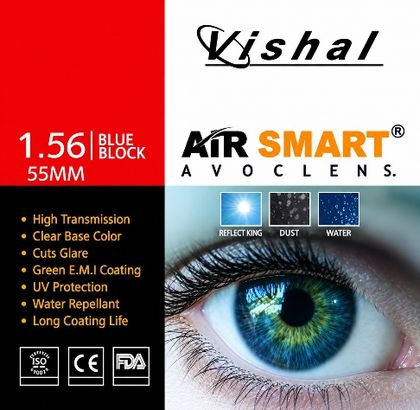 Vishal
1.56 BLUE BLOCK
55MM
AIR SMART®
AVOCLENS.
REFLECT KING DUST WATER
• High Transmission
• Clear Base Color
• Cuts Glare
• Green E.M.I Coating
• UV Protection
• Water Repellant
• Long Coating Life
ISO
CE
FDA